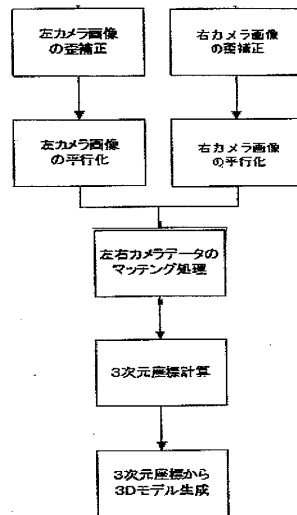 左カメラ画像
の歪補正
右カメラ画像
の歪補正
左カメラ画像
の平行化
右カメラ画像
の平行化
左右カメラデータの
マッテング処理
3次元座標計算
3次元座標から
3Dモデル生成